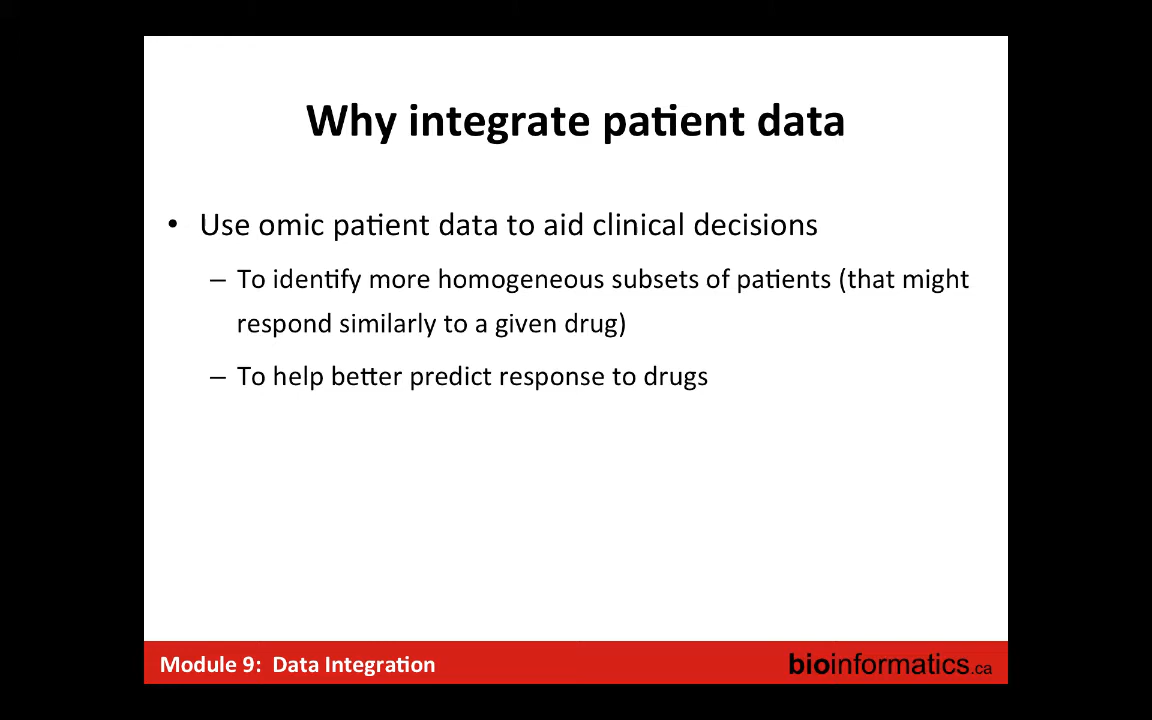 Why integrate patient data
• Use omic patient data to aid clinical decisions
– To identify more homogeneous subsets of patients (that might
respond similarly to a given drug)
– To help better predict response to drugs
Module 9: Data Integration
bioinformatics.ca